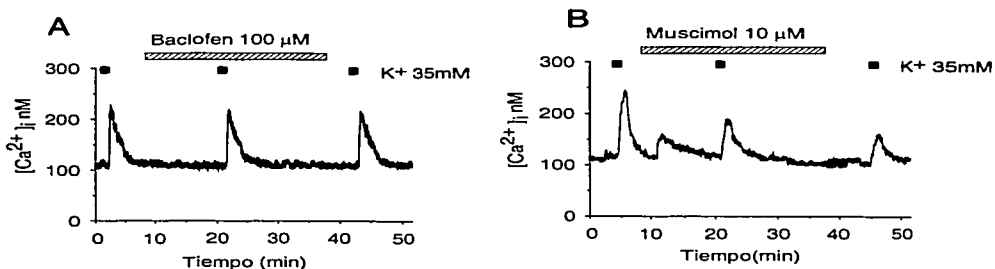 A
Baclofen 100 µM
K+ 35mM
300
200
100
0
[Ca2+]i nM
0 10 20 30 40 50
Tiempo (min)
B
Muscimol 10 µM
K+ 35mM
300
200
100
0
[Ca2+]i nM
0 10 20 30 40 50
Tiempo(min)